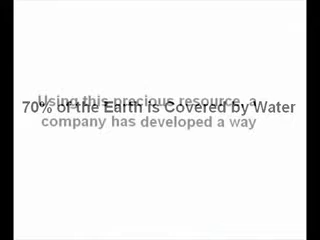 70% of the Earth is Covered by Water
Using this precious resource, a
company has developed a way